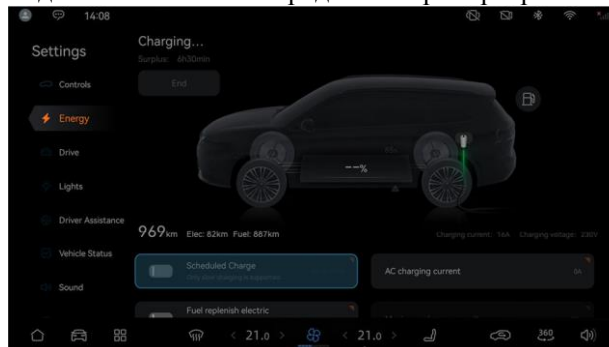 14:08
Settings
Controls
Energy
Drive
Lights
Driver Assistance
Vehicle Status
Sound
Charging...
Surplus: 6h30min
End
--%
969km Elec: 82km Fuel: 887km
Charging current: 16A Charging voltage: 230V
Scheduled Charge
AC charging current
Fuel replenish electric
< 21.0 >
< 21.0 >
360